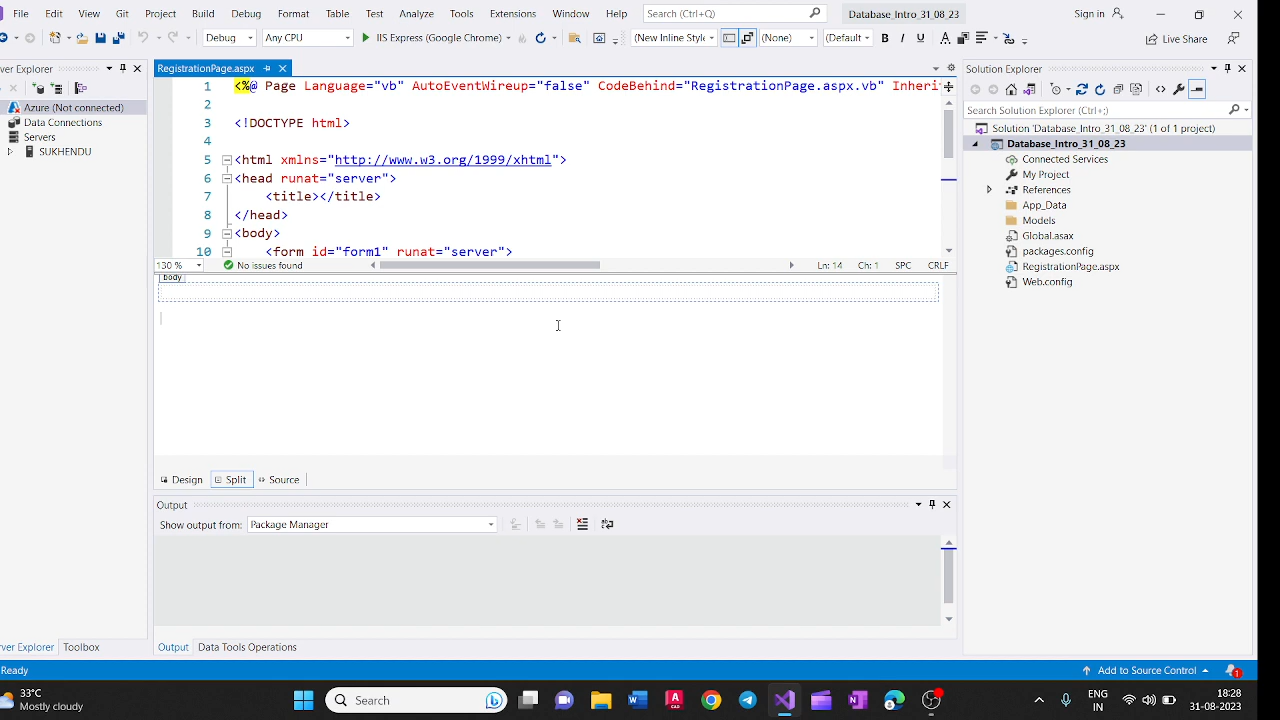 File Edit View Git Project Build Debug Format Table Test Analyze Tools Extensions Window Help Search (Ctrl+Q) Database_Intro_31_08_23 Sign in
Debug Any CPU IIS Express (Google Chrome) (New Inline Style (None) (Default B I U A Live Share
erver Explorer
Azure (Not connected)
Data Connections
Servers
SUKHENDU
RegistrationPage.aspx
1 <%@ Page Language="vb" AutoEventWireup="false" CodeBehind="RegistrationPage.aspx.vb" Inheri
2
3 <!DOCTYPE html>
4
5 <html xmlns="http://www.w3.org/1999/xhtml">
6 <head runat="server">
7 <title></title>
8 </head>
9 <body>
10 <form id="form1" runat="server">
130 % No issues found Ln: 14 Ch: 1 SPC CRLF
body
Design Split Source
Output
Show output from: Package Manager
Output Data Tools Operations
rver Explorer Toolbox
Solution Explorer
Search Solution Explorer (Ctrl+;)
Solution 'Database_Intro_31_08_23' (1 of 1 project)
Database_Intro_31_08_23
Connected Services
My Project
References
App_Data
Models
Global.asax
packages.config
RegistrationPage.aspx
Web.config
Ready Add to Source Control 1
33°C
Mostly cloudy
Search
ENG
IN
18:28
31-08-2023